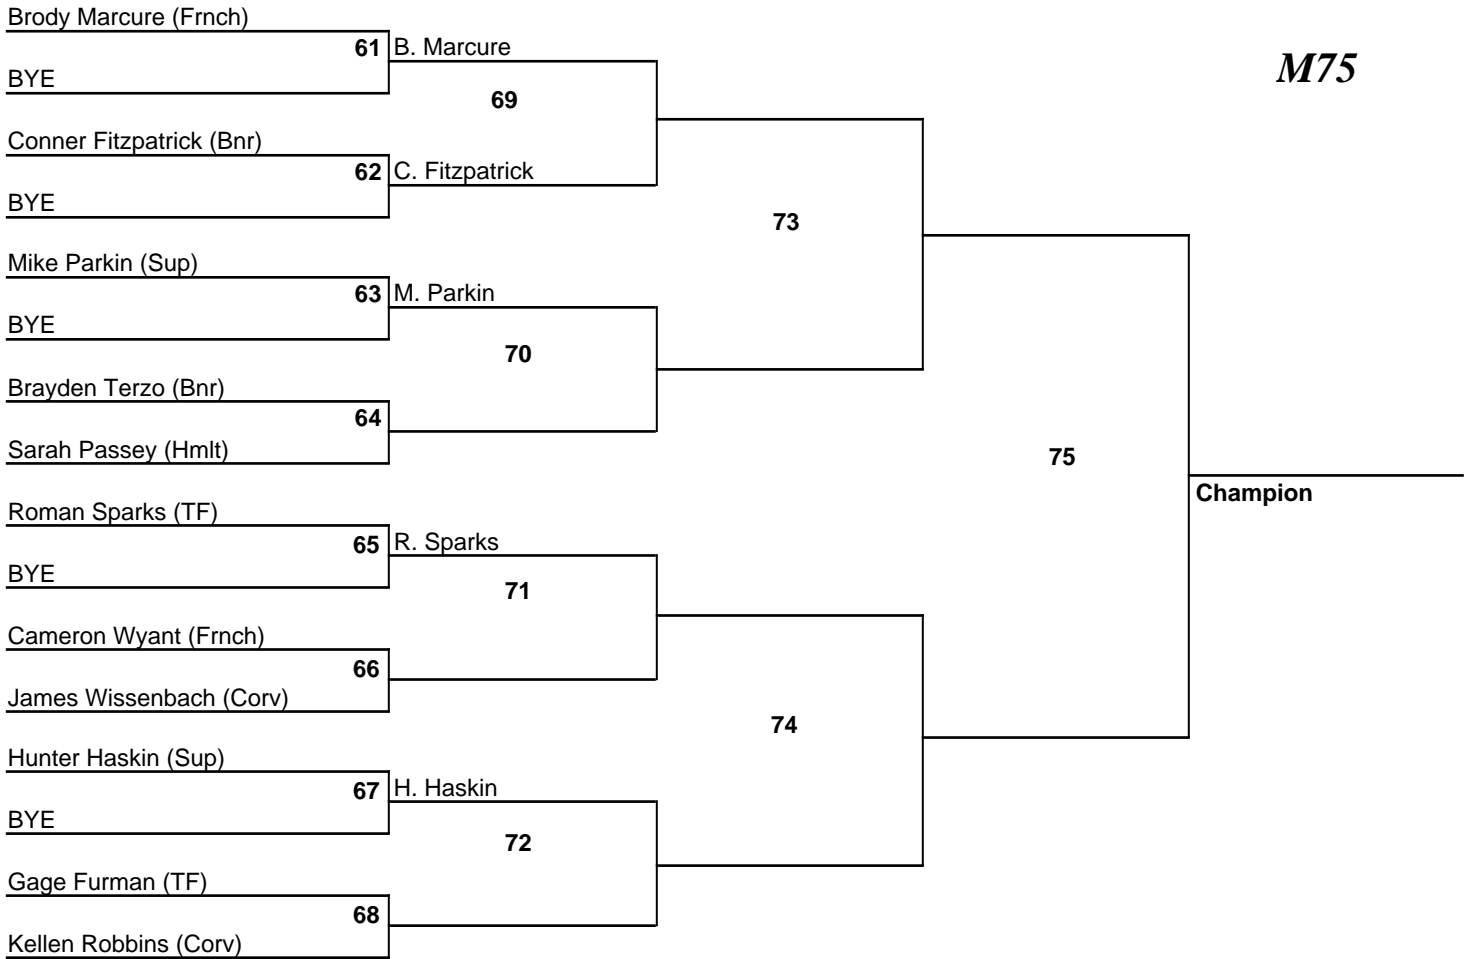 Brody Marcure (Frnch)
61 B. Marcure
M75
BYE
69
Conner Fitzpatrick (Bnr)
62 C. Fitzpatrick
BYE
73
Mike Parkin (Sup)
63 M. Parkin
BYE
70
Brayden Terzo (Bnr)
64
Sarah Passey (Hmlt)
75
Champion
Roman Sparks (TF)
65 R. Sparks
BYE
71
Cameron Wyant (Frnch)
66
James Wissenbach (Corv)
74
Hunter Haskin (Sup)
67 H. Haskin
BYE
72
Gage Furman (TF)
68
Kellen Robbins (Corv)